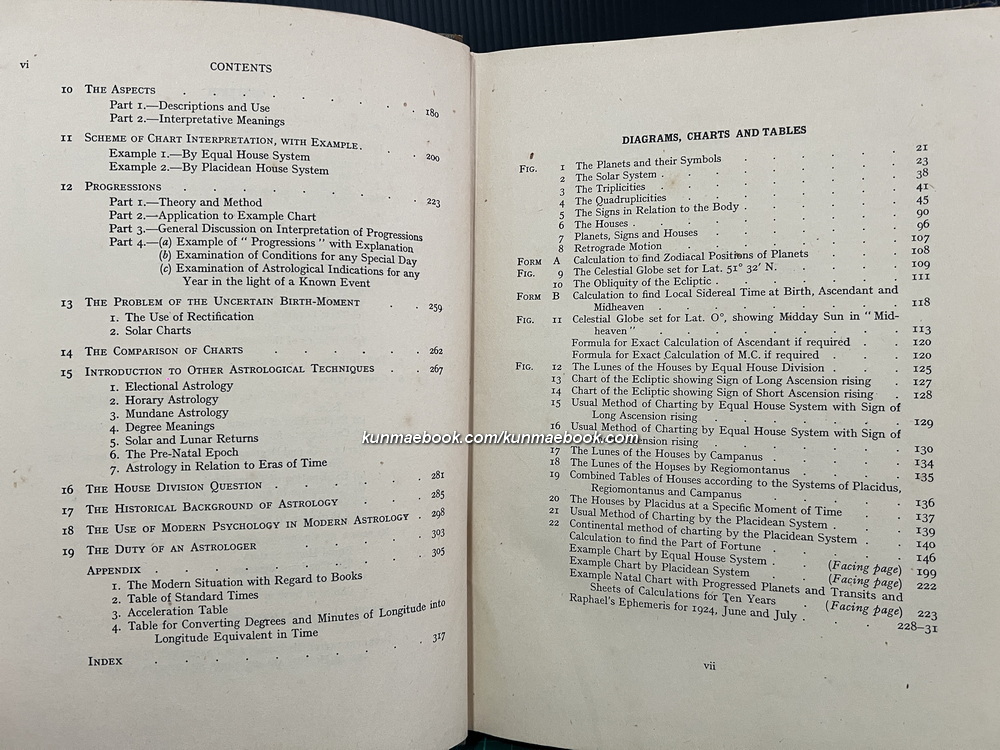 vi
CONTENTS
10 THE ASPECTS . . . . . . . . 180
Part 1.—Descriptions and Use
Part 2.—Interpretative Meanings
11 SCHEME OF CHART INTERPRETATION, WITH EXAMPLE . . . 200
Example 1.—By Equal House System
Example 2.—By Placidean House System
12 PROGRESSIONS . . . . . . . . 223
Part 1.—Theory and Method
Part 2.—Application to Example Chart
Part 3.—General Discussion on Interpretation of Progressions
Part 4.—(a) Example of "Progressions" with Explanation
(b) Examination of Conditions for any Special Day
(c) Examination of Astrological Indications for any
Year in the light of a Known Event
13 THE PROBLEM OF THE UNCERTAIN BIRTH-MOMENT . . . 259
1. The Use of Rectification
2. Solar Charts
14 THE COMPARISON OF CHARTS . . . . . . 262
15 INTRODUCTION TO OTHER ASTROLOGICAL TECHNIQUES . . 267
1. Electional Astrology
2. Horary Astrology
3. Mundane Astrology
4. Degree Meanings
5. Solar and Lunar Returns
6. The Pre-Natal Epoch
7. Astrology in Relation to Eras of Time
16 THE HOUSE DIVISION QUESTION . . . . . . 281
17 THE HISTORICAL BACKGROUND OF ASTROLOGY . . . . 285
18 THE USE OF MODERN PSYCHOLOGY IN MODERN ASTROLOGY . 298
19 THE DUTY OF AN ASTROLOGER . . . . . . 303
APPENDIX . . . . . . . . 305
1. The Modern Situation with Regard to Books
2. Table of Standard Times
3. Acceleration Table
4. Table for Converting Degrees and Minutes of Longitude into
Longitude Equivalent in Time
INDEX . . . . . . . . 317
DIAGRAMS, CHARTS AND TABLES
FIG. 1 The Planets and their Symbols . . . . . . 21
2 The Solar System . . . . . . . 23
3 The Triplicities . . . . . . . 38
4 The Quadruplicities . . . . . . . 41
5 The Signs in Relation to the Body . . . . . 45
6 The Houses . . . . . . . . 90
7 Planets, Signs and Houses . . . . . . 96
8 Retrograde Motion . . . . . . . 107
FORM A Calculation to find Zodiacal Positions of Planets . . . 108
FIG. 9 The Celestial Globe set for Lat. 51° 32' N. . . . . 109
10 The Obliquity of the Ecliptic . . . . . . 111
FORM B Calculation to find Local Sidereal Time at Birth, Ascendant and
Midheaven . . . . . . . 118
FIG. 11 Celestial Globe set for Lat. 0°, showing Midday Sun in "Mid-
heaven" . . . . . . . 113
Formula for Exact Calculation of Ascendant if required . . 120
Formula for Exact Calculation of M.C. if required . . . 120
FIG. 12 The Lunes of the Houses by Equal House Division . . . 125
13 Chart of the Ecliptic showing Sign of Long Ascension rising . 127
14 Chart of the Ecliptic showing Sign of Short Ascension rising . 128
15 Usual Method of Charting by Equal House System with Sign of
Long Ascension rising . . . . . . 129
16 Usual Method of Charting by Equal House System with Sign of
ension rising . . . . . . 130
17 The Lunes of the Houses by Campanus . . . . 134
18 The Lunes of the Houses by Regiomontanus . . . . 135
19 Combined Tables of Houses according to the Systems of Placidus,
Regiomontanus and Campanus . . . . . 136
20 The Houses by Placidus at a Specific Moment of Time . . 137
21 Usual Method of Charting by the Placidean System . . . 139
22 Continental method of charting by the Placidean System . . 140
Calculation to find the Part of Fortune . . . . 146
Example Chart by Equal House System . . (Facing page) 199
Example Chart by Placidean System . . (Facing page) 222
Example Natal Chart with Progressed Planets and Transits and
Sheets of Calculations for Ten Years . . (Facing page) 223
Raphael's Ephemeris for 1924, June and July . . . 228–31
vii
kunmaebook.com/kunmaebook.com